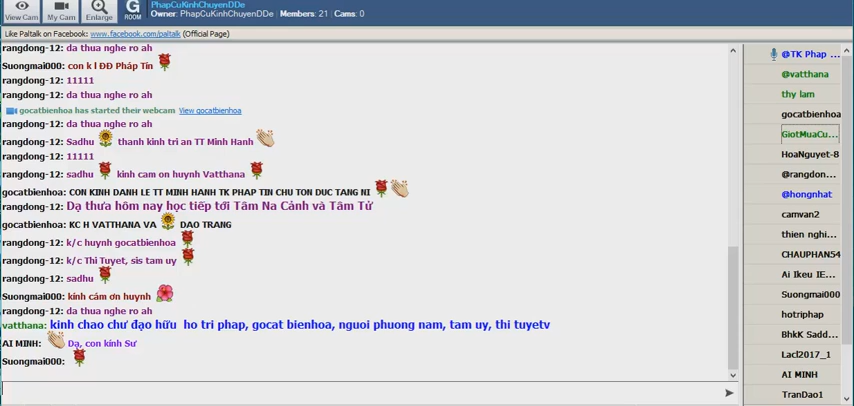 PhapCuKinhChuyenDDe
Owner: PhapCuKinhChuyenDDe | Members: 21 | Cams: 0
View Cam
My Cam
Enlarge
G
ROOM
Like Paltalk on Facebook: www.facebook.com/paltalk (Official Page)
rangdong-12: da thua nghe ro ah
Suongmai000: con k l ĐĐ Pháp Tín
rangdong-12: 11111
rangdong-12: da thua nghe ro ah
gocatbienhoa has started their webcam View gocatbienhoa
rangdong-12: da thua nghe ro ah
rangdong-12: Sadhu thanh kinh tri an TT Minh Hanh
rangdong-12: 11111
rangdong-12: sadhu kinh cam on huynh Vatthana
gocatbienhoa: CON KINH DANH LE TT MINH HANH TK PHAP TIN CHU TON DUC TANG NI
rangdong-12: Dạ thưa hôm nay học tiếp tới Tâm Na Cảnh và Tâm Tứ
gocatbienhoa: KC H VATTHANA VA DAO TRANG
rangdong-12: k/c huynh gocatbienhoa
rangdong-12: k/c Thi Tuyet, sis tam uy
rangdong-12: sadhu
Suongmai000: kính cám ơn huynh
rangdong-12: da thua nghe ro ah
vatthana: kinh chao chư đạo hữu ho tri phap, gocat bienhoa, nguoi phuong nam, tam uy, thi tuyetv
AI MINH: Dạ, con kính Sư
Suongmai000:
@TK Phap ...
@vatthana
thy lam
gocatbienhoa
GiotMuaCu...
HoaNguyet-8
@rangdon...
@hongnhat
camvan2
thien nghi...
CHAUPHAN54
Ai Ikeu IE...
Suongmai000
hotriphap
BhkK Sadd...
Lacl2017_1
AI MINH
TranDao1